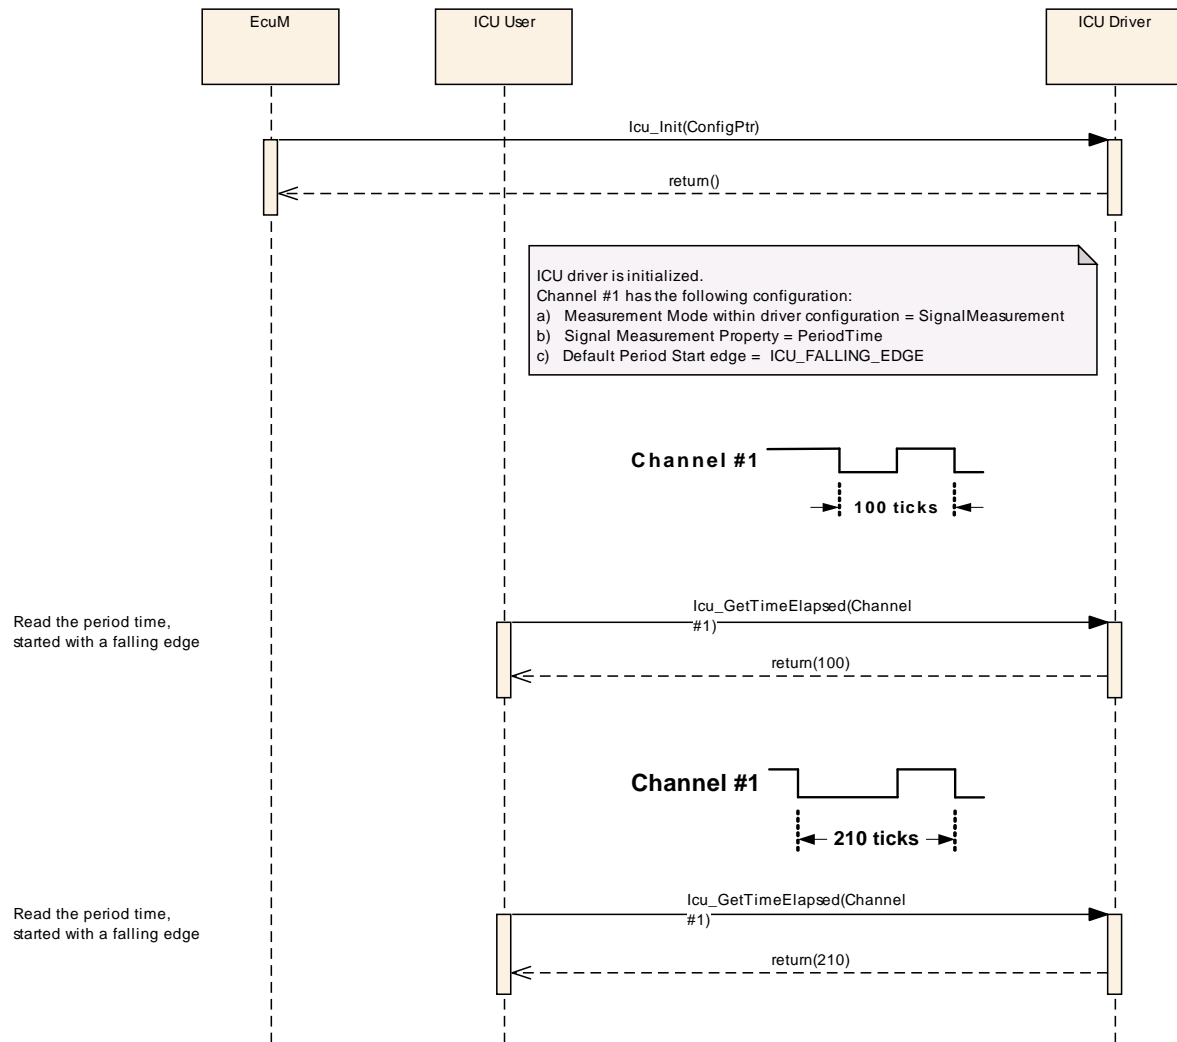 EcuM
ICU User
ICU Driver
Icu_Init(ConfigPtr)
return()
ICU driver is initialized.
Channel #1 has the following configuration:
a) Measurement Mode within driver configuration = SignalMeasurement
b) Signal Measurement Property = PeriodTime
c) Default Period Start edge = ICU_FALLING_EDGE
Channel #1
100 ticks
Read the period time,
started with a falling edge
Icu_GetTimeElapsed(Channel
#1)
return(100)
Channel #1
210 ticks
Read the period time,
started with a falling edge
Icu_GetTimeElapsed(Channel
#1)
return(210)